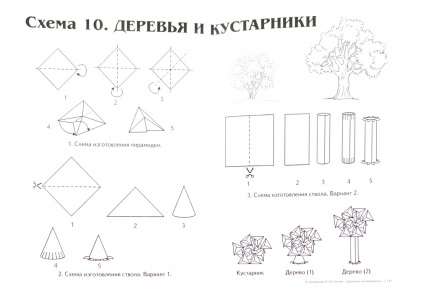 Схема 10. ДЕРЕВЬЯ И КУСТАРНИКИ
1
2
3
4
5
1. Схема изготовления пирамидки.
1
2
3
4
5
2. Схема изготовления ствола. Вариант 1.
1
2
3
4
5
3. Схема изготовления ствола. Вариант 2.
Кустарник
Дерево (1)
Дерево (2)